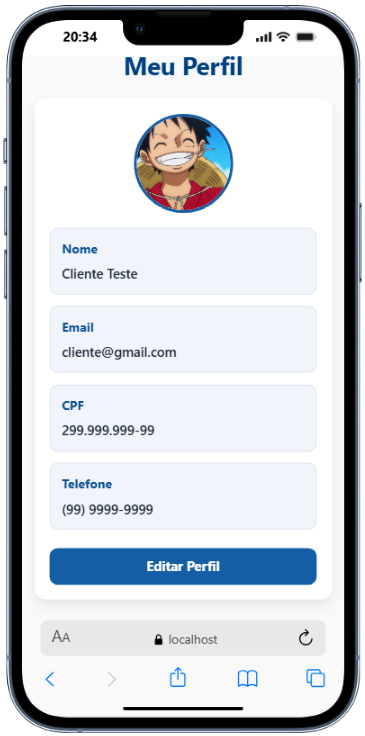 20:34
Meu Perfil
Nome
Cliente Teste
Email
cliente@gmail.com
CPF
299.999.999-99
Telefone
(99) 9999-9999
Editar Perfil
AA
localhost